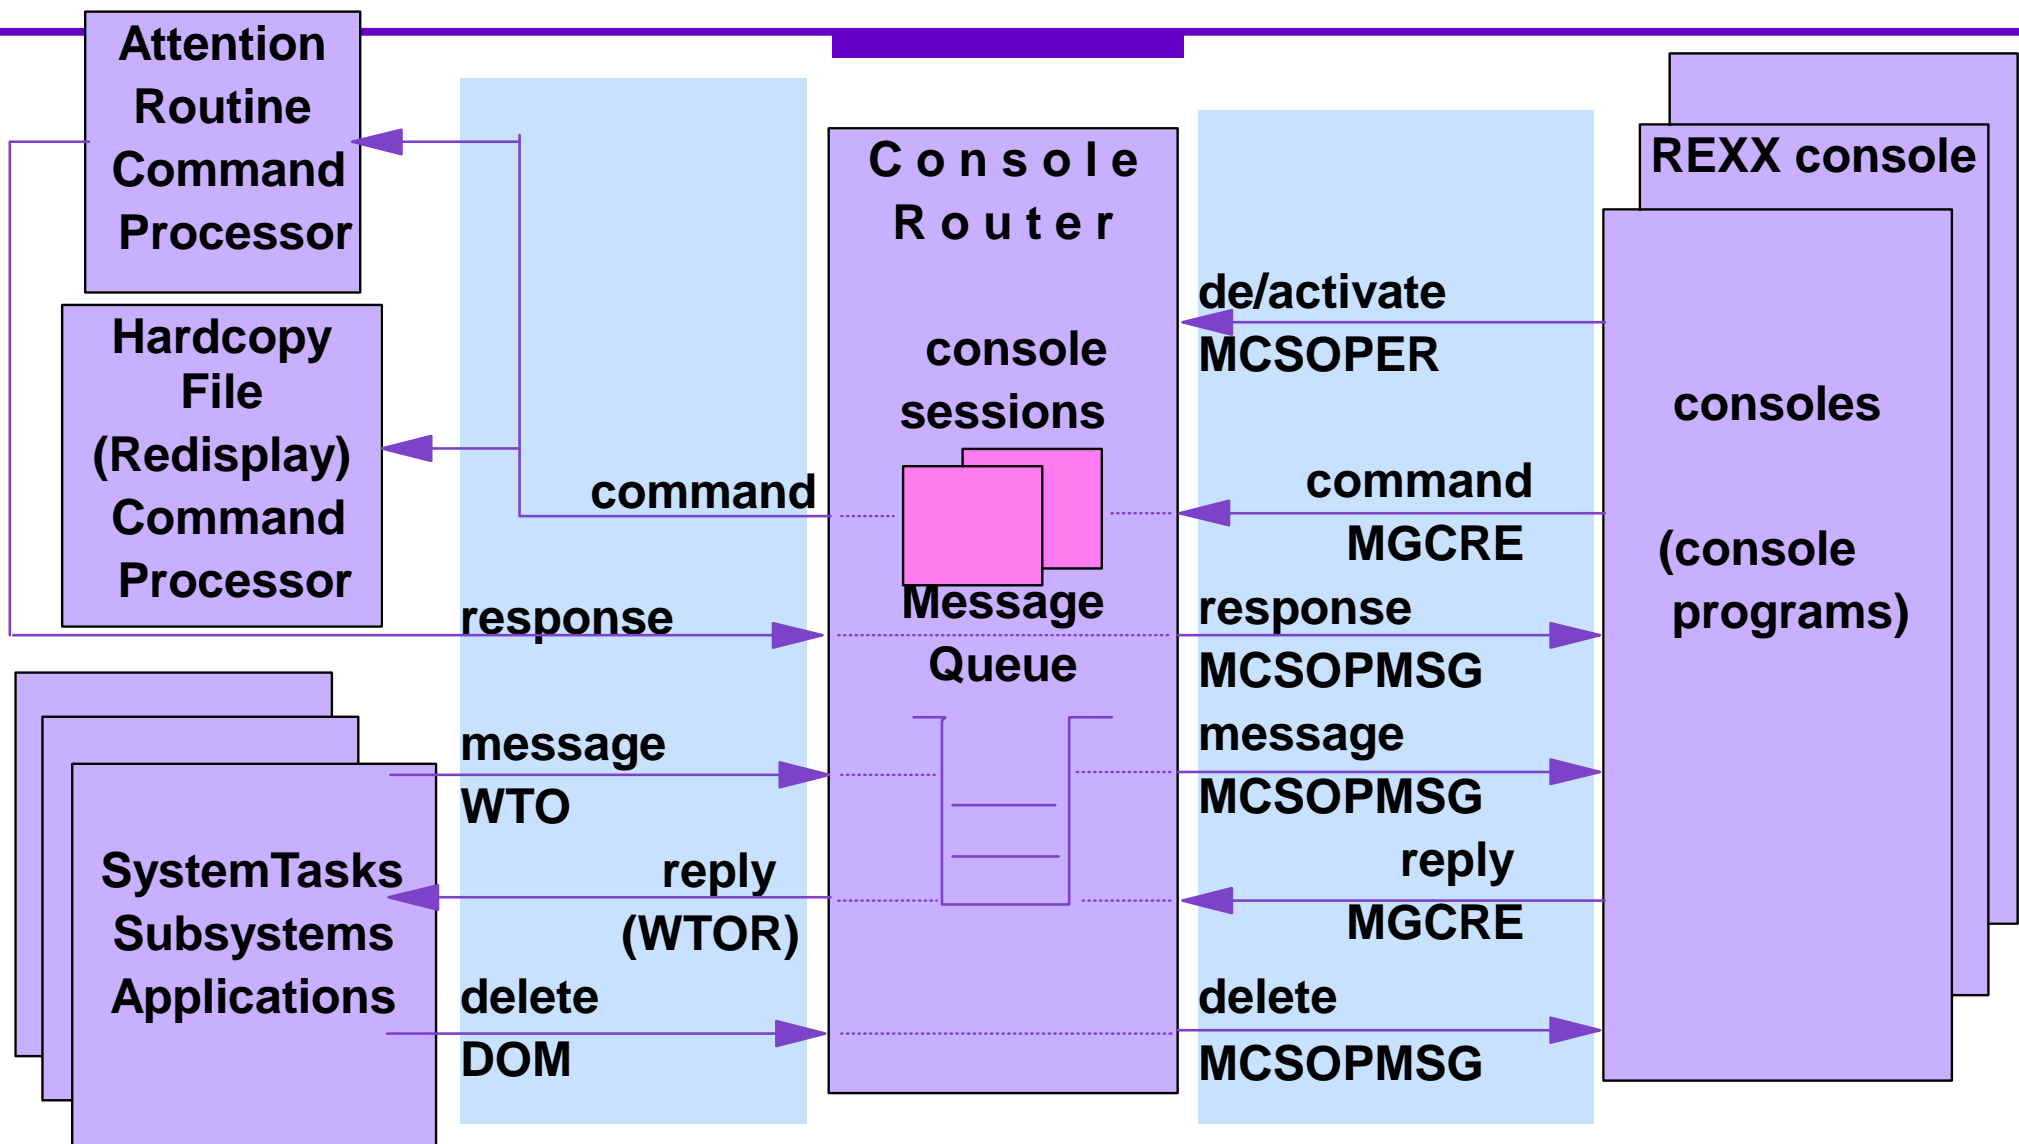 Attention
Routine
Command
Processor
Hardcopy
File
(Redisplay)
Command
Processor
SystemTasks
Subsystems
Applications
command
response
message
WTO
reply
(WTOR)
delete
DOM
Console
Router
console
sessions
Message
Queue
de/activate
MCSOPER
command
MGCRE
response
MCSOPMSG
message
MCSOPMSG
reply
MGCRE
delete
MCSOPMSG
REXX console
consoles
(console
programs)